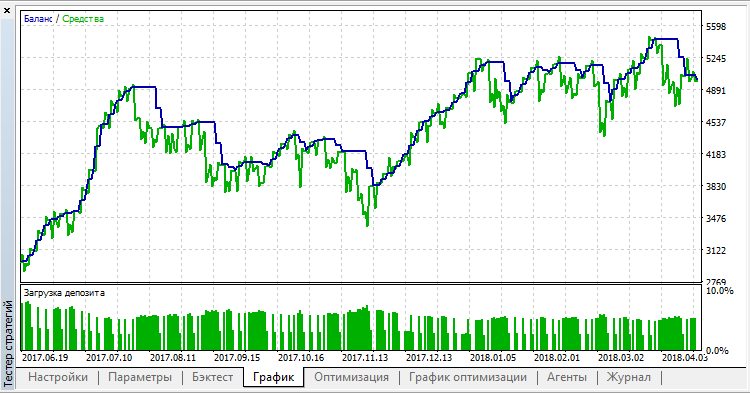 Баланс / Средства
5598
5245
4891
4537
4183
3830
3476
3122
2769
Загрузка депозита
10.0%
0.0%
2017.06.19 2017.07.10 2017.08.11 2017.09.15 2017.10.16 2017.11.13 2017.12.13 2018.01.05 2018.02.01 2018.03.02 2018.04.03
Настройки Параметры Бэктест График Оптимизация График оптимизации Агенты Журнал
Тестер стратегий